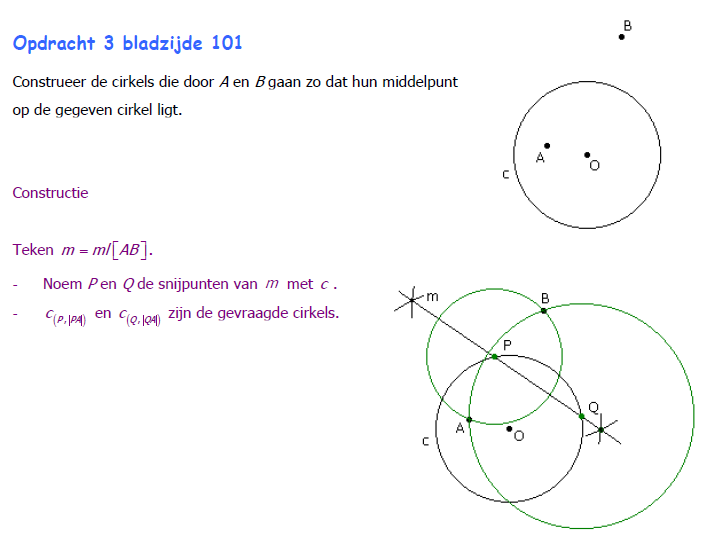 Opdracht 3 bladzijde 101
Construeer de cirkels die door A en B gaan zo dat hun middelpunt
op de gegeven cirkel ligt.
B
A
O
c
Constructie
Teken m = ml[AB].
- Noem P en Q de snijpunten van m met c .
- c(P,|PA|) en c(Q,|QA|) zijn de gevraagde cirkels.
m
B
P
Q
A
O
c